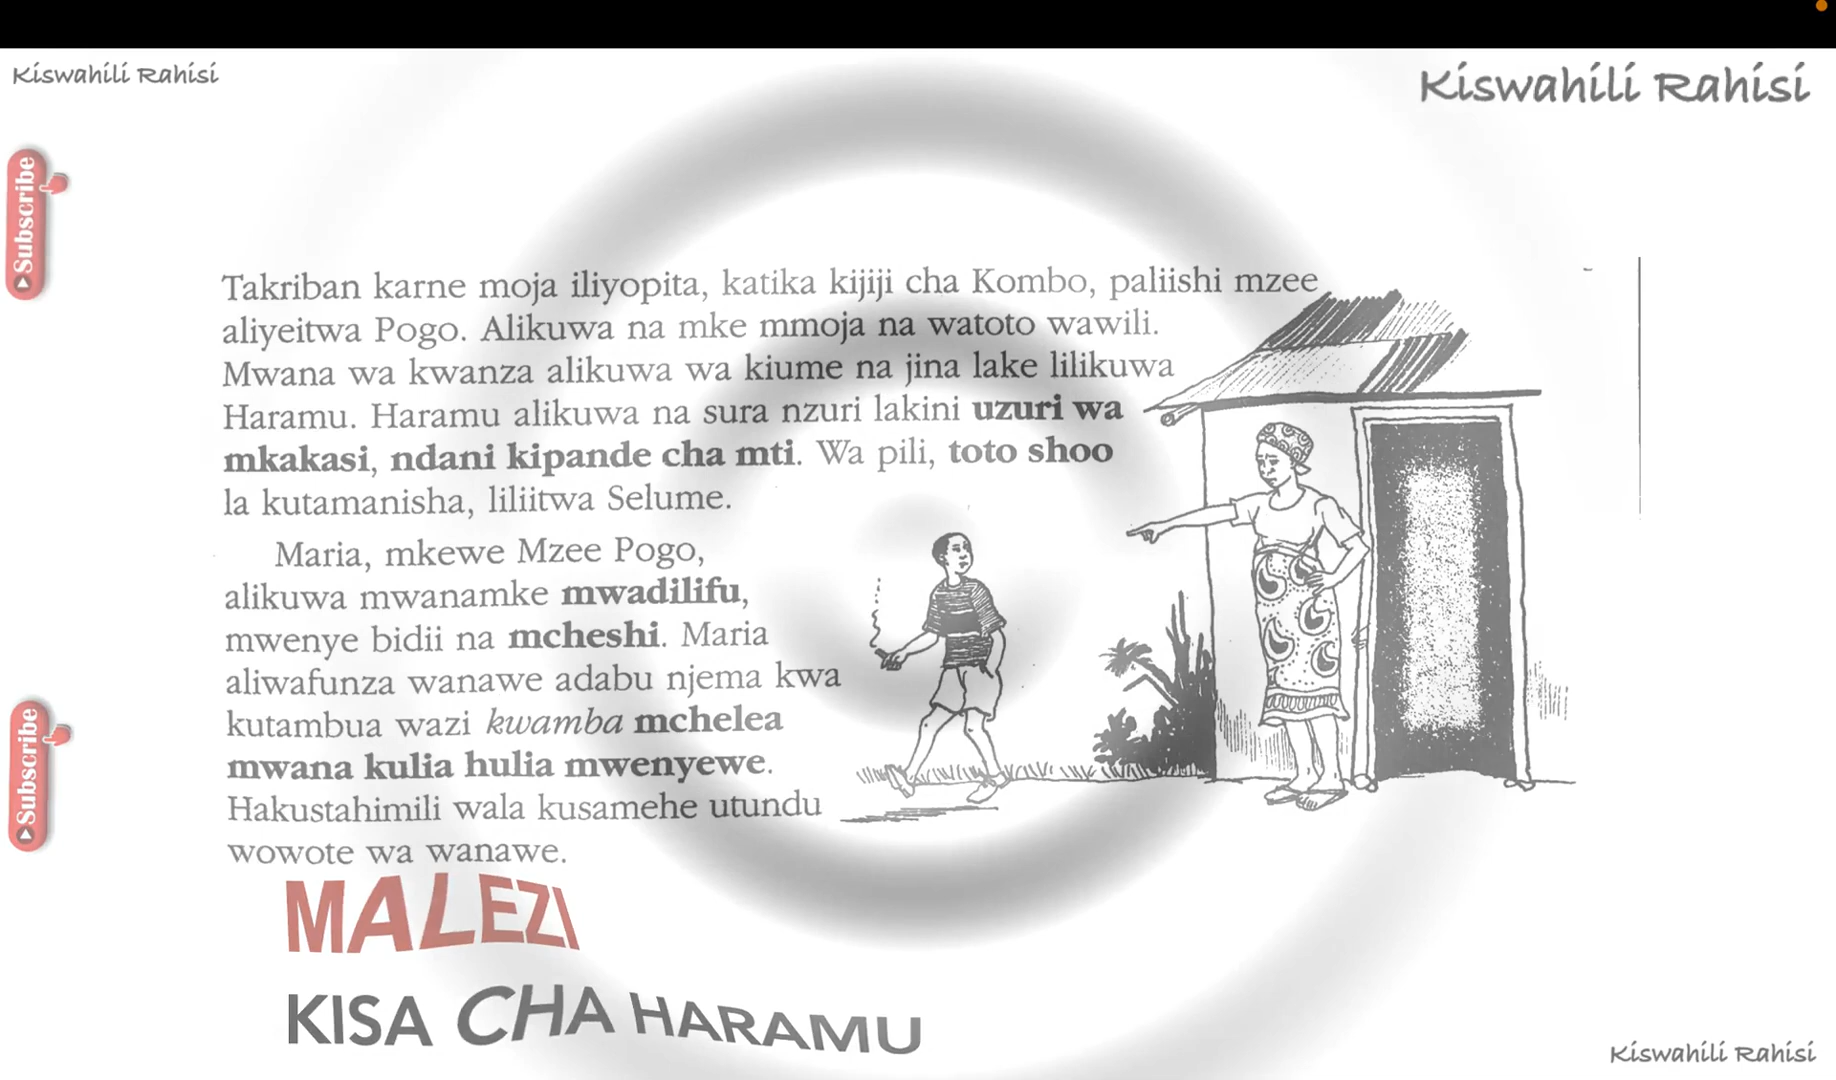 Kiswahili Rahisi
Kiswahili Rahisi
Subscribe
Takriban karne moja iliyopita, katika kijiji cha Kombo, paliishi mzee
aliyeitwa Pogo. Alikuwa na mke mmoja na watoto wawili.
Mwana wa kwanza alikuwa wa kiume na jina lake lilikuwa
Haramu. Haramu alikuwa na sura nzuri lakini uzuri wa
mkakasi, ndani kipande cha mti. Wa pili, toto shoo
la kutamanisha, liliitwa Selume.
Maria, mkewe Mzee Pogo,
alikuwa mwanamke mwadilifu,
mwenye bidii na mcheshi. Maria
aliwafunza wanawe adabu njema kwa
kutambua wazi kwamba mchelea
mwana kulia hulia mwenyewe.
Hakustahimili wala kusamehe utundu
wowote wa wanawe.
Subscribe
MALEZI
KISA CHA HARAMU
Kiswahili Rahisi